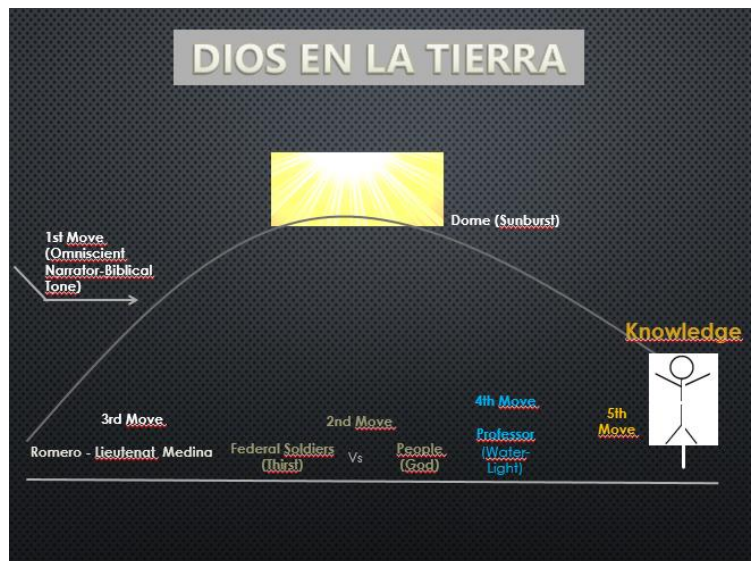 DIOS EN LA TIERRA
Dome (Sunburst)
1st Move
(Omniscient
Narrator-Biblical
Tone)
Knowledge
3rd Move
Romero - Lieutenat Medina
2nd Move
Federal Soldiers
(Thirst)
Vs
People
(God)
4th Move
Professor
(Water-
Light)
5th
Move